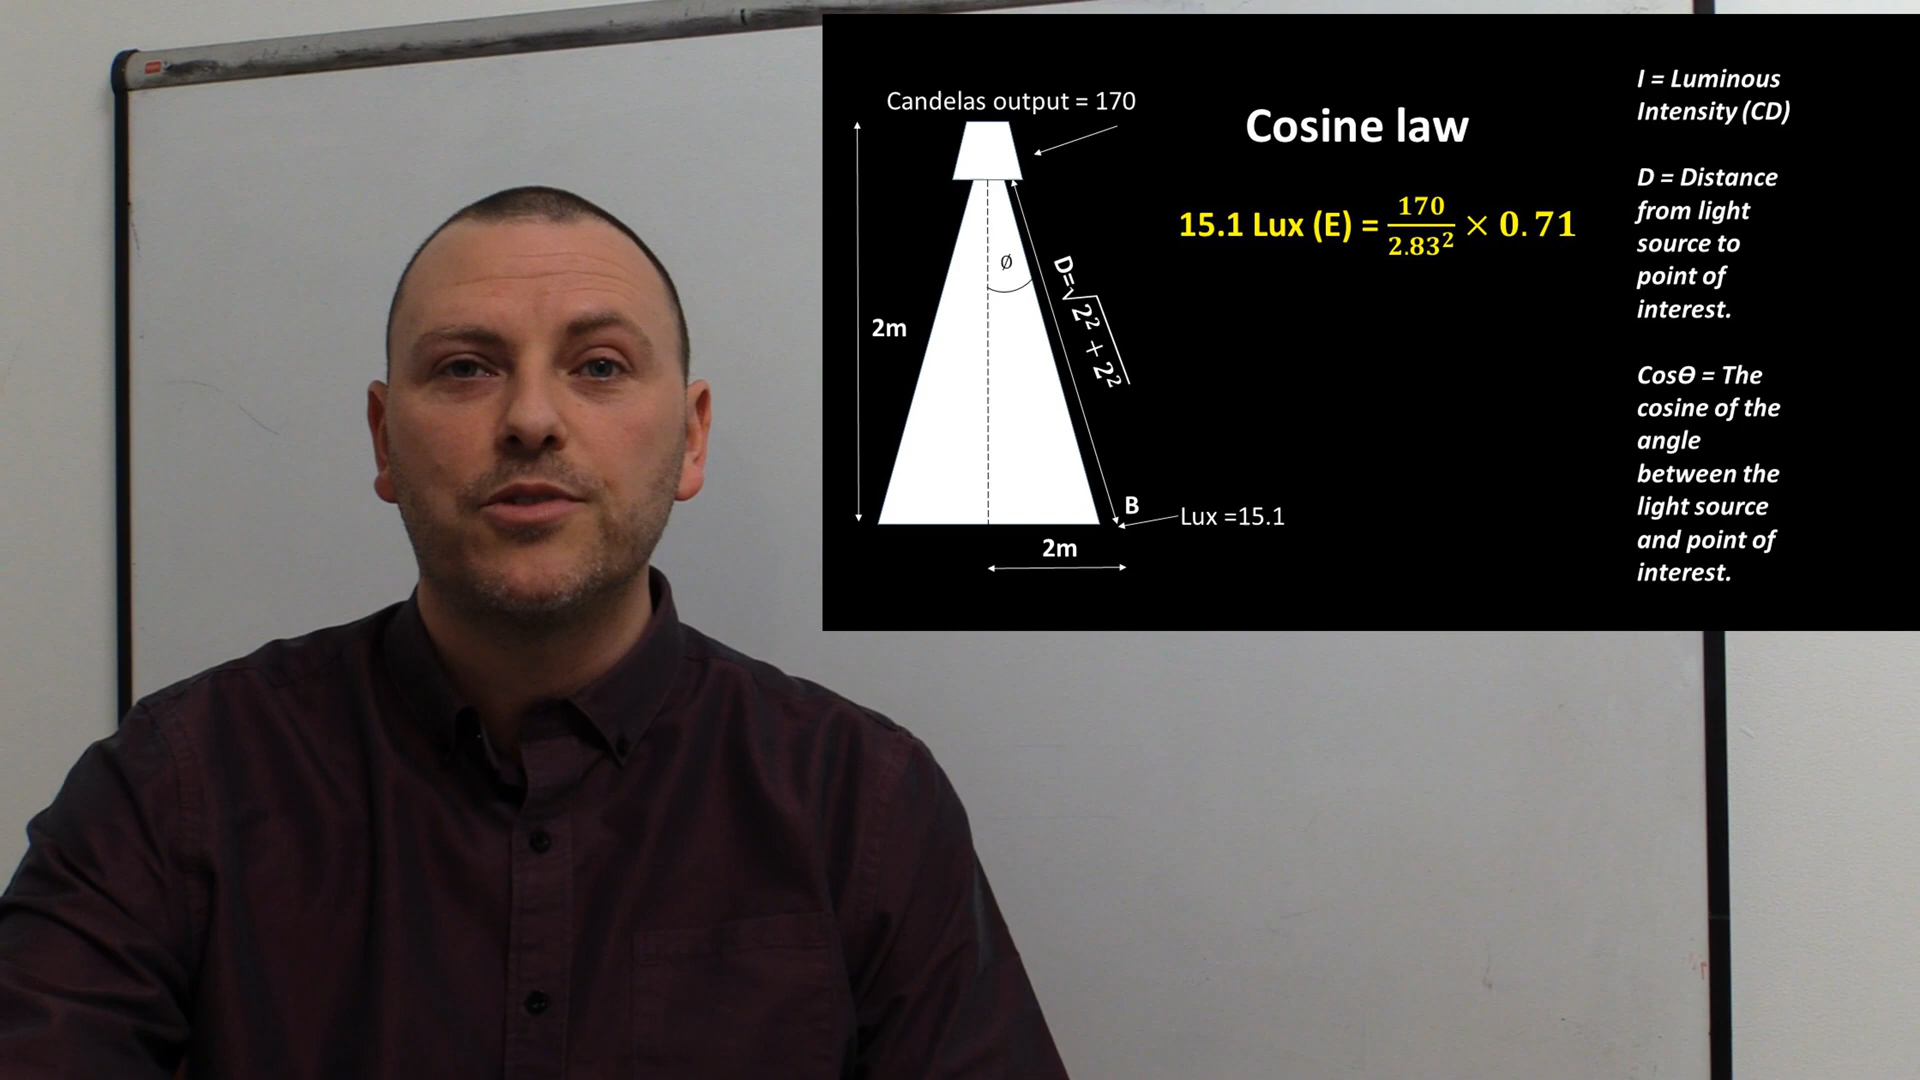 Candelas output = 170
Cosine law
15.1 Lux (E) = 170/2.83² × 0.71
2m
Ø
D=√2² + 2²
B
Lux =15.1
2m
I = Luminous
Intensity (CD)
D = Distance
from light
source to
point of
interest.
CosƟ = The
cosine of the
angle
between the
light source
and point of
interest.